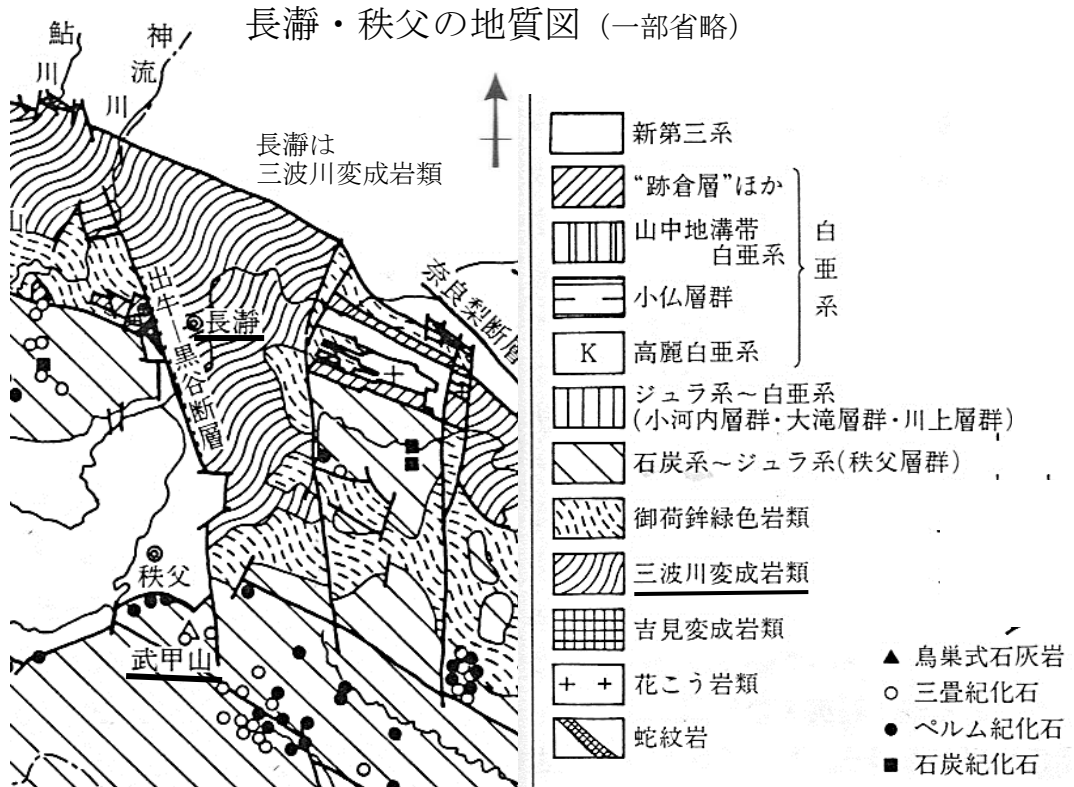 長瀞・秩父の地質図 (一部省略)
鮎川
神流川
長瀞は
三波川変成岩類
山
出牛―黒谷断層
長瀞
奈良梨断層
秩父
武甲山
新第三系
“跡倉層”ほか
山中地溝帯
白亜系
小仏層群
K 高麗白亜系
白亜系
ジュラ系～白亜系
(小河内層群・大滝層群・川上層群)
石炭系～ジュラ系(秩父層群)
御荷鉾緑色岩類
三波川変成岩類
吉見変成岩類
花こう岩類
蛇紋岩
鳥巣式石灰岩
三畳紀化石
ペルム紀化石
石炭紀化石